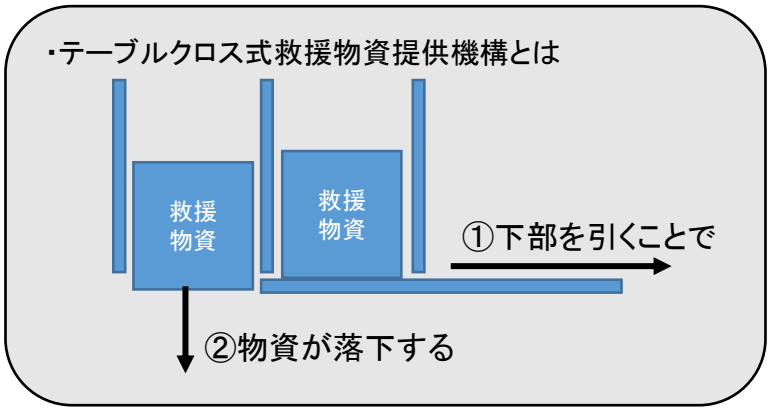 ・テーブルクロス式救援物資提供機構とは
救援
物資
救援
物資
①下部を引くことで
②物資が落下する